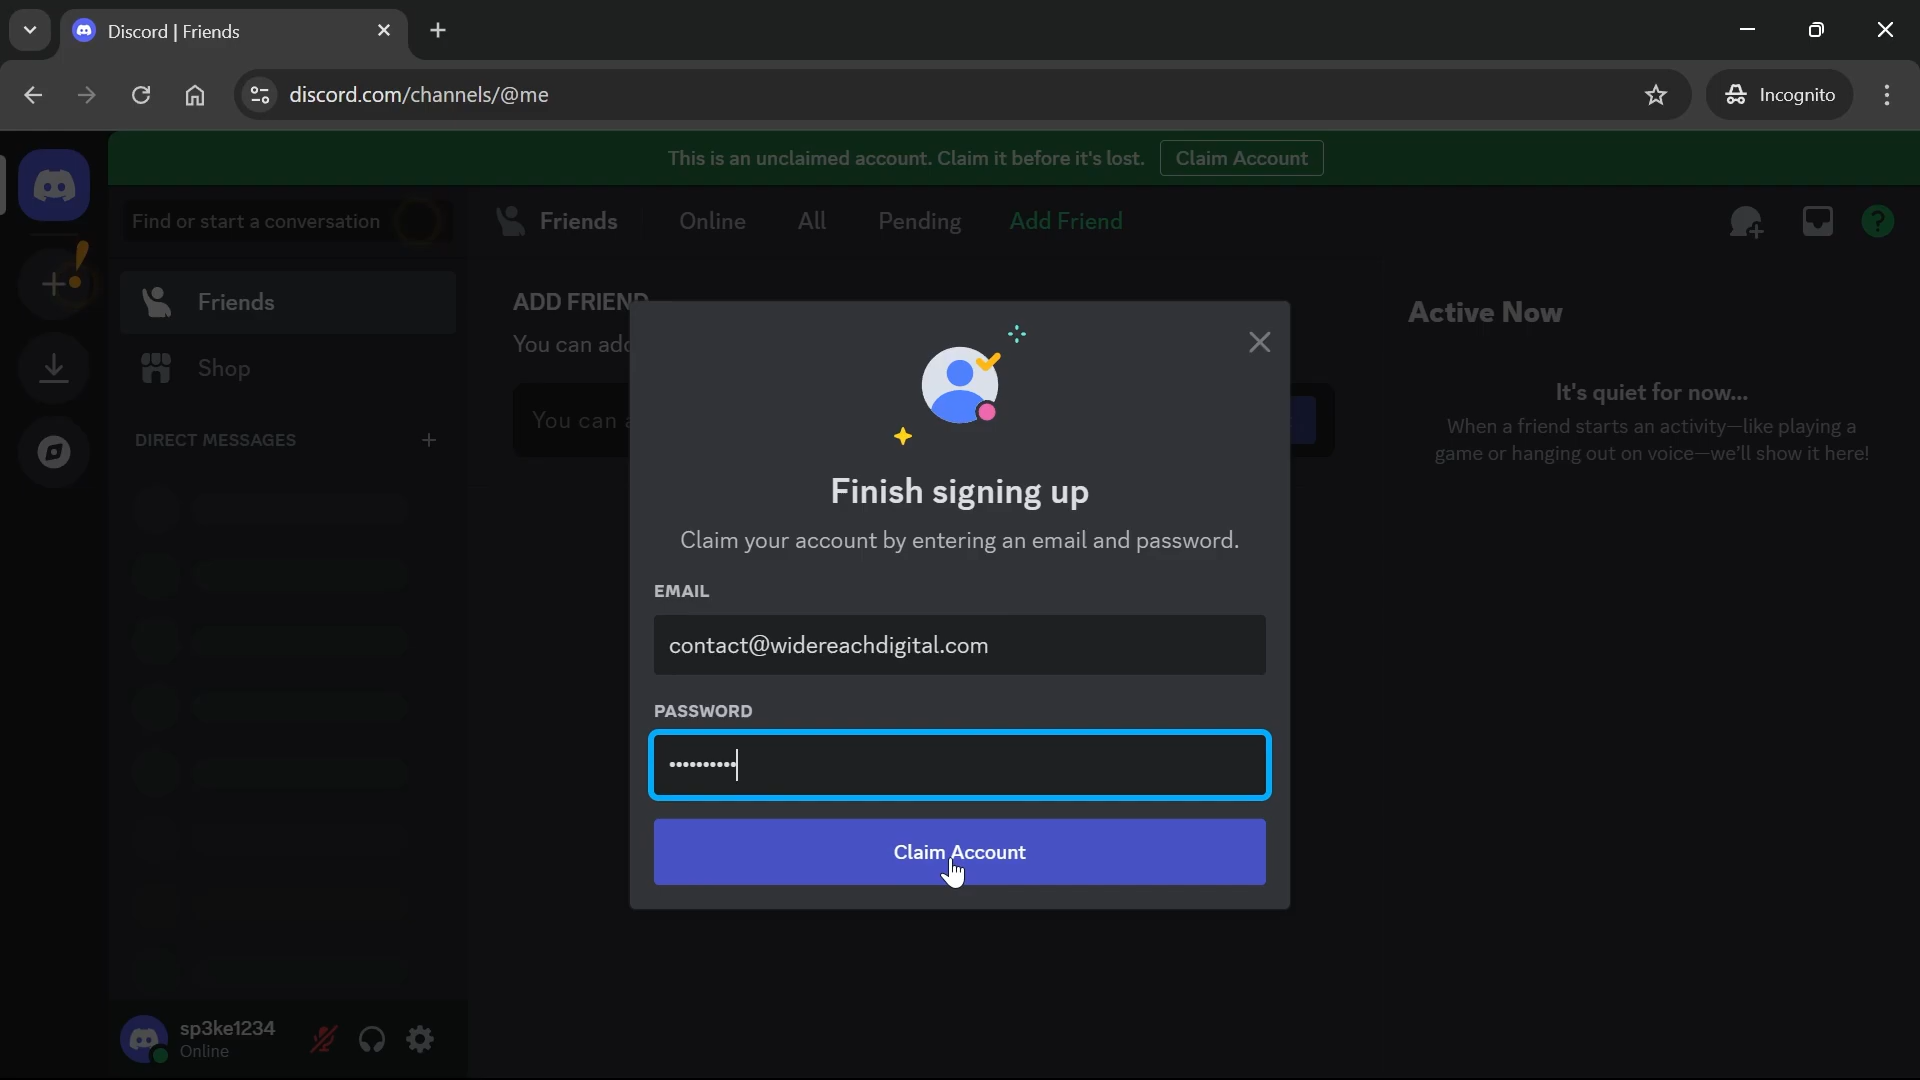 Discord | Friends
discord.com/channels/@me
Incognito
This is an unclaimed account. Claim it before it's lost.
Claim Account
Find or start a conversation
Friends
Online
All
Pending
Add Friend
Friends
Shop
DIRECT MESSAGES
ADD FRIEND
You can add
You can a
Active Now
It's quiet for now...
When a friend starts an activity—like playing a
game or hanging out on voice—we'll show it here!
Finish signing up
Claim your account by entering an email and password.
EMAIL
contact@widereachdigital.com
PASSWORD
••••••••••
Claim Account
sp3ke1234
Online